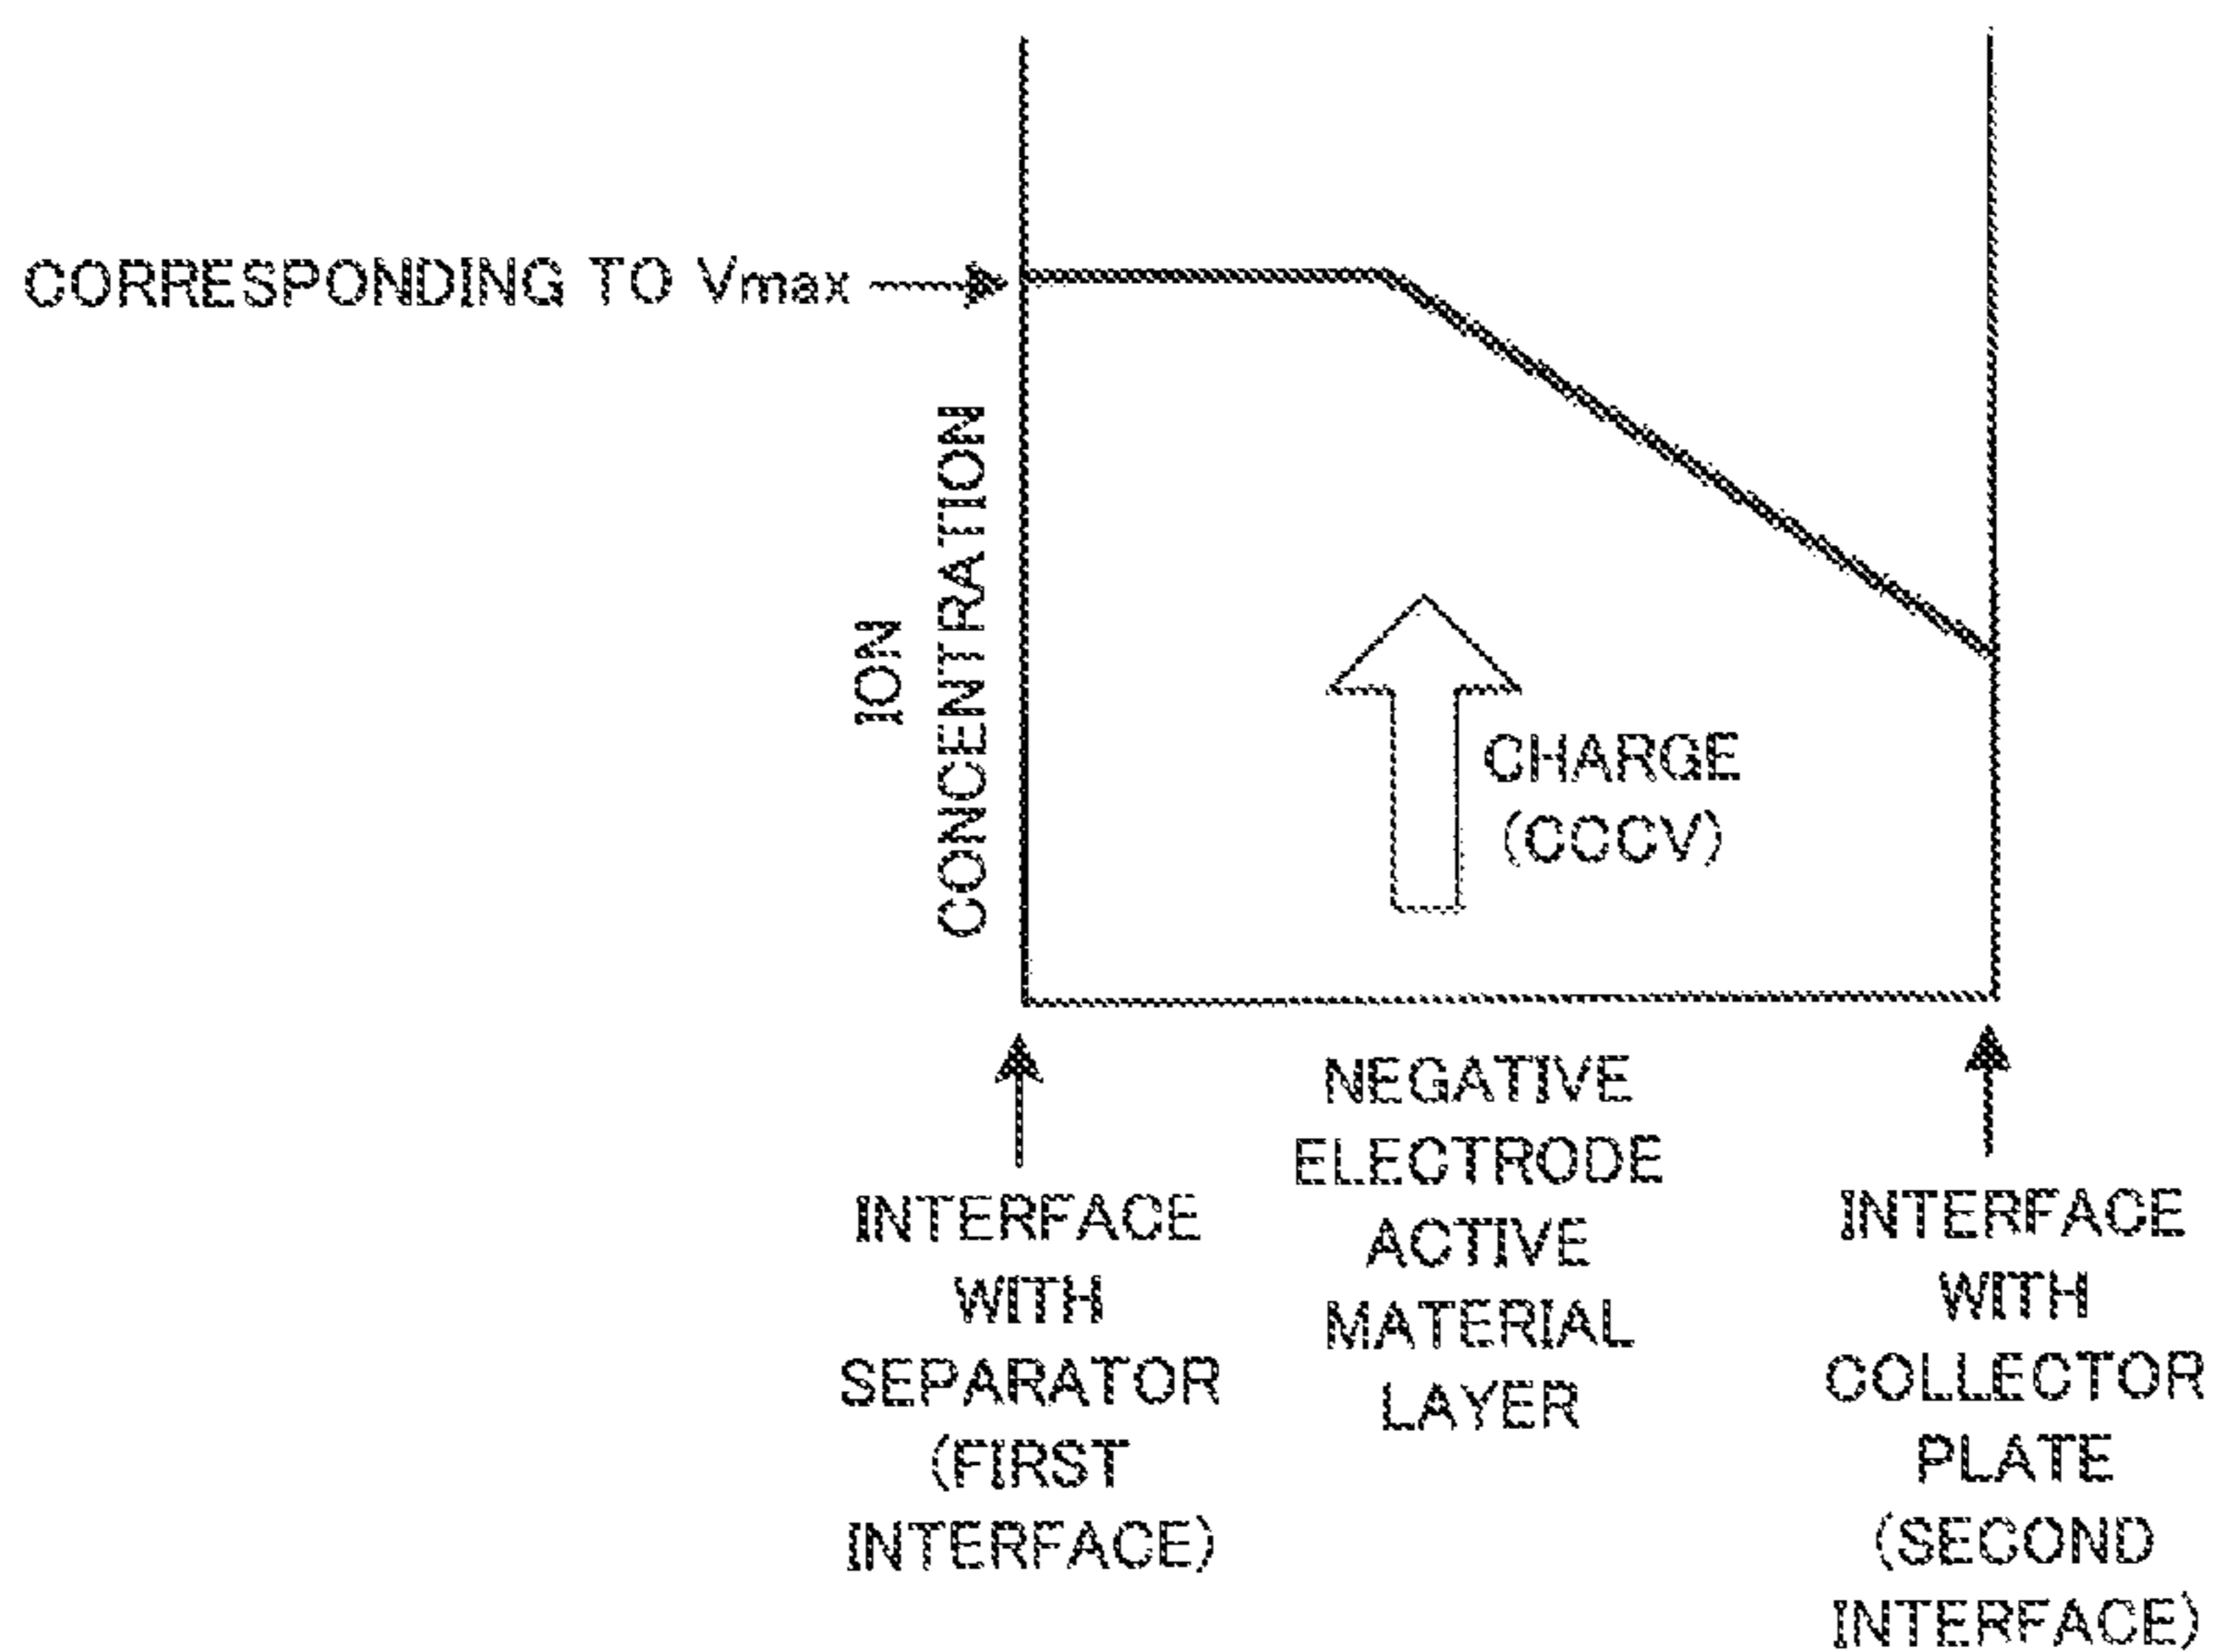 CORRESPONDING TO Vmax
ION
CONCENTRATION
CHARGE
(CCCV)
INTERFACE
WITH
SEPARATOR
(FIRST
INTERFACE)
NEGATIVE
ELECTRODE
ACTIVE
MATERIAL
LAYER
INTERFACE
WITH
COLLECTOR
PLATE
(SECOND
INTERFACE)